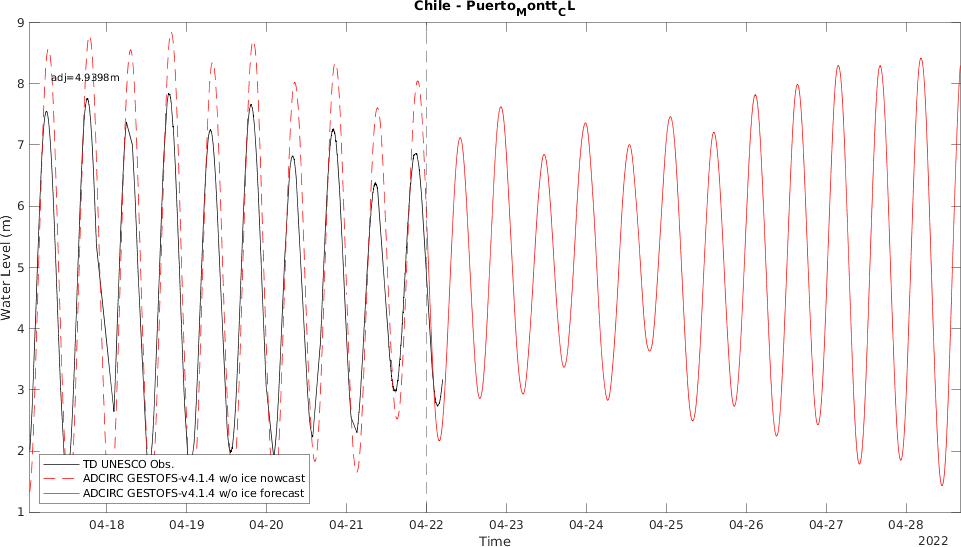 Chile - Puerto_Montt_CL
9
adj=4.9398m
8
7
6
5
4
3
2
1
Water Level (m)
TD UNESCO Obs.
ADCIRC GESTOFS-v4.1.4 w/o ice nowcast
ADCIRC GESTOFS-v4.1.4 w/o ice forecast
04-18 04-19 04-20 04-21 04-22 04-23 04-24 04-25 04-26 04-27 04-28
Time
2022